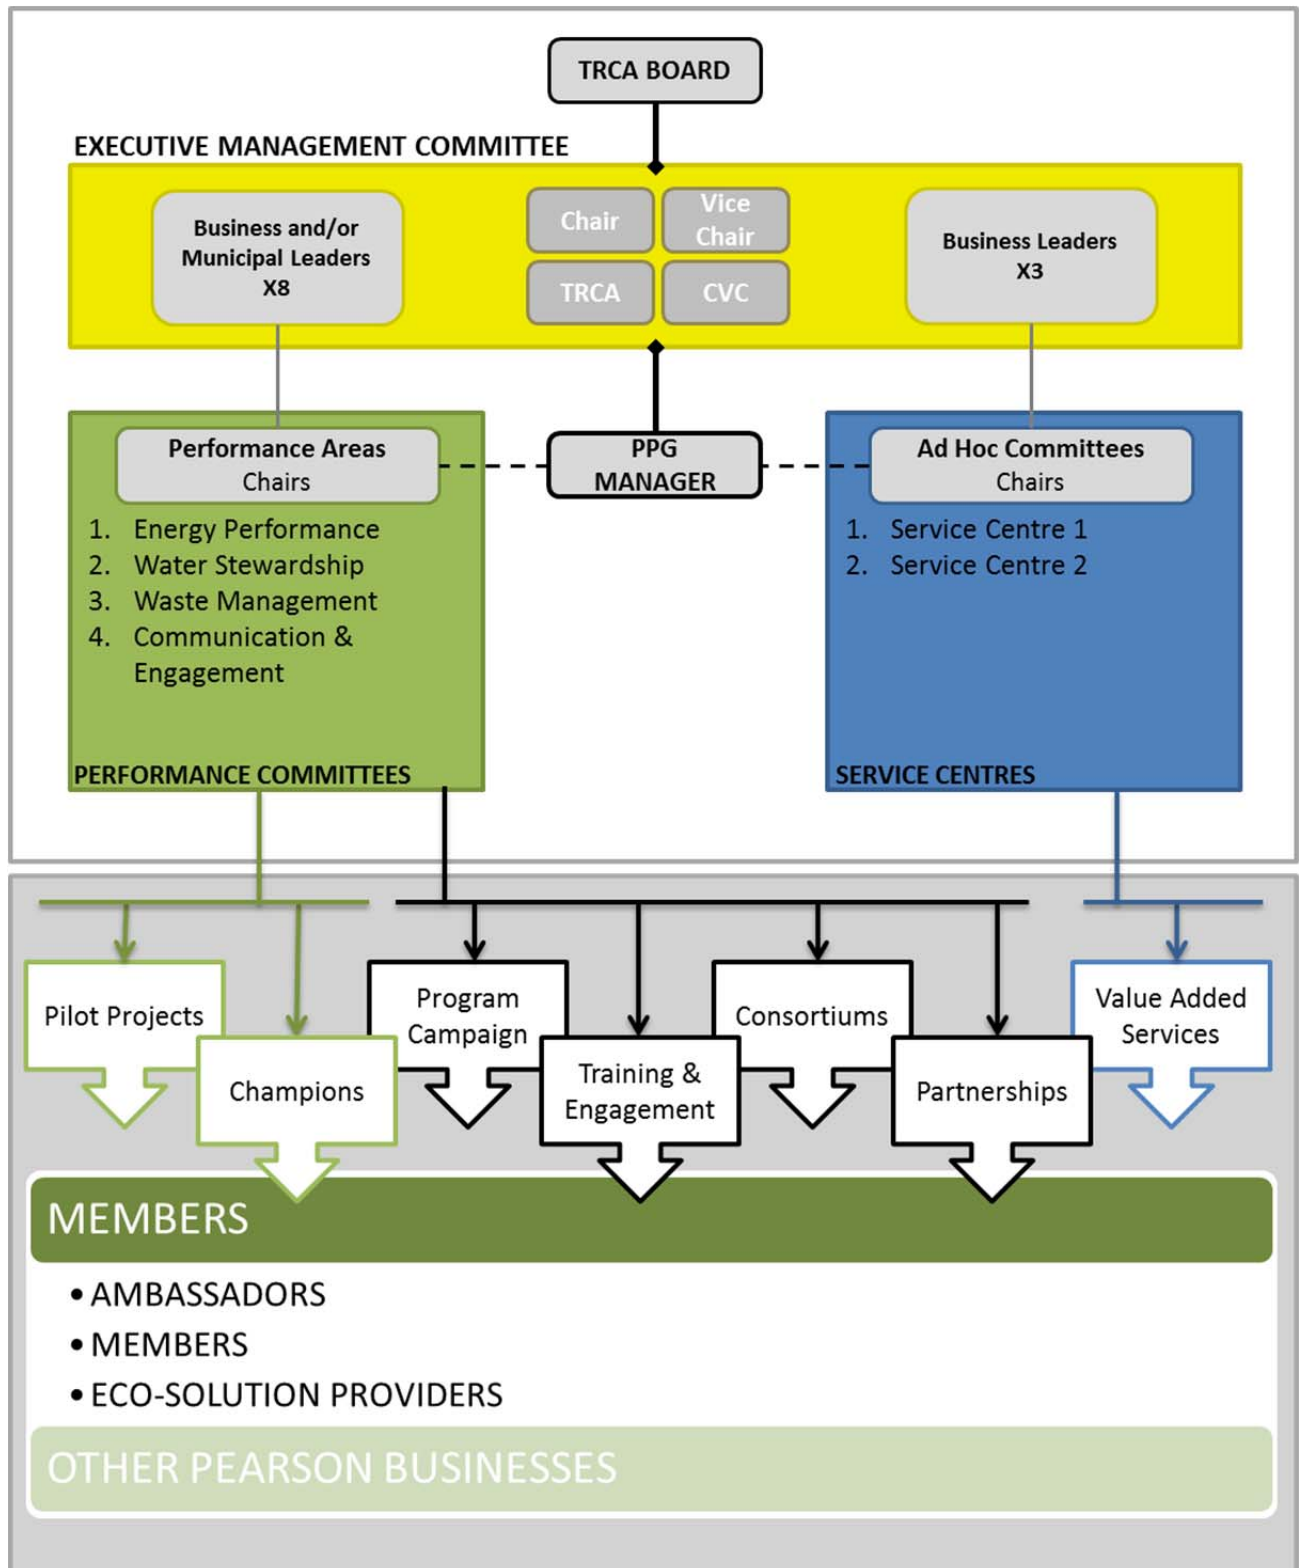 TRCA BOARD
EXECUTIVE MANAGEMENT COMMITTEE
Business and/or
Municipal Leaders
X8
Chair
Vice
Chair
TRCA
CVC
Business Leaders
X3
Performance Areas
Chairs
PPG
MANAGER
Ad Hoc Committees
Chairs
1. Energy Performance
2. Water Stewardship
3. Waste Management
4. Communication &
Engagement
PERFORMANCE COMMITTEES
1. Service Centre 1
2. Service Centre 2
SERVICE CENTRES
Pilot Projects
Champions
Program
Campaign
Training &
Engagement
Consortiums
Partnerships
Value Added
Services
MEMBERS
• AMBASSADORS
• MEMBERS
• ECO-SOLUTION PROVIDERS
OTHER PEARSON BUSINESSES